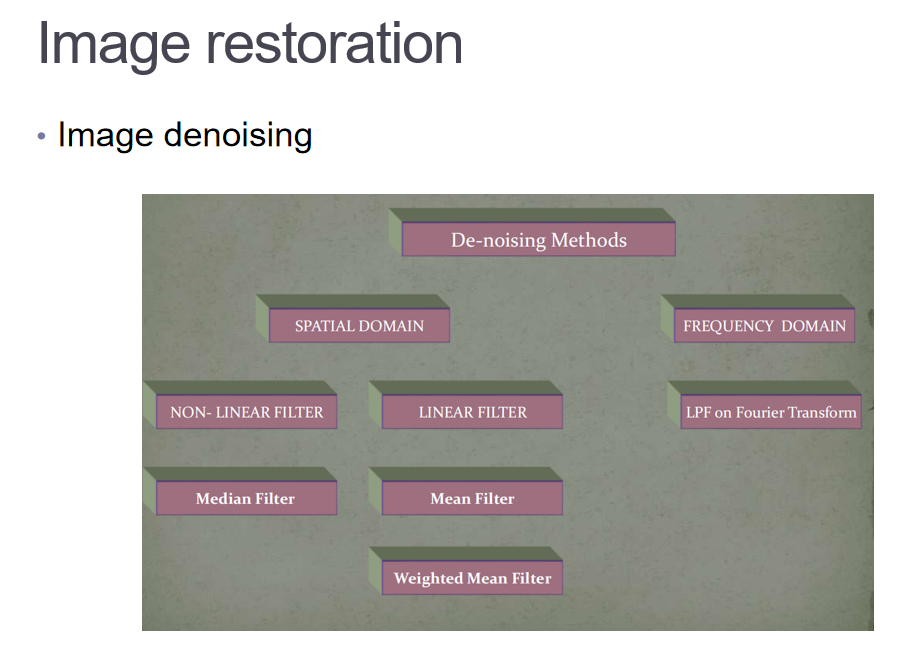 Image restoration
• Image denoising
De-noising Methods
SPATIAL DOMAIN
FREQUENCY DOMAIN
NON- LINEAR FILTER
LINEAR FILTER
LPF on Fourier Transform
Median Filter
Mean Filter
Weighted Mean Filter